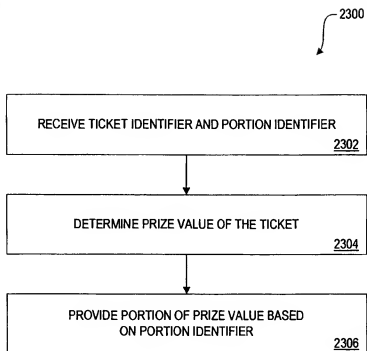 2300
RECEIVE TICKET IDENTIFIER AND PORTION IDENTIFIER
2302
DETERMINE PRIZE VALUE OF THE TICKET
2304
PROVIDE PORTION OF PRIZE VALUE BASED
ON PORTION IDENTIFIER
2306